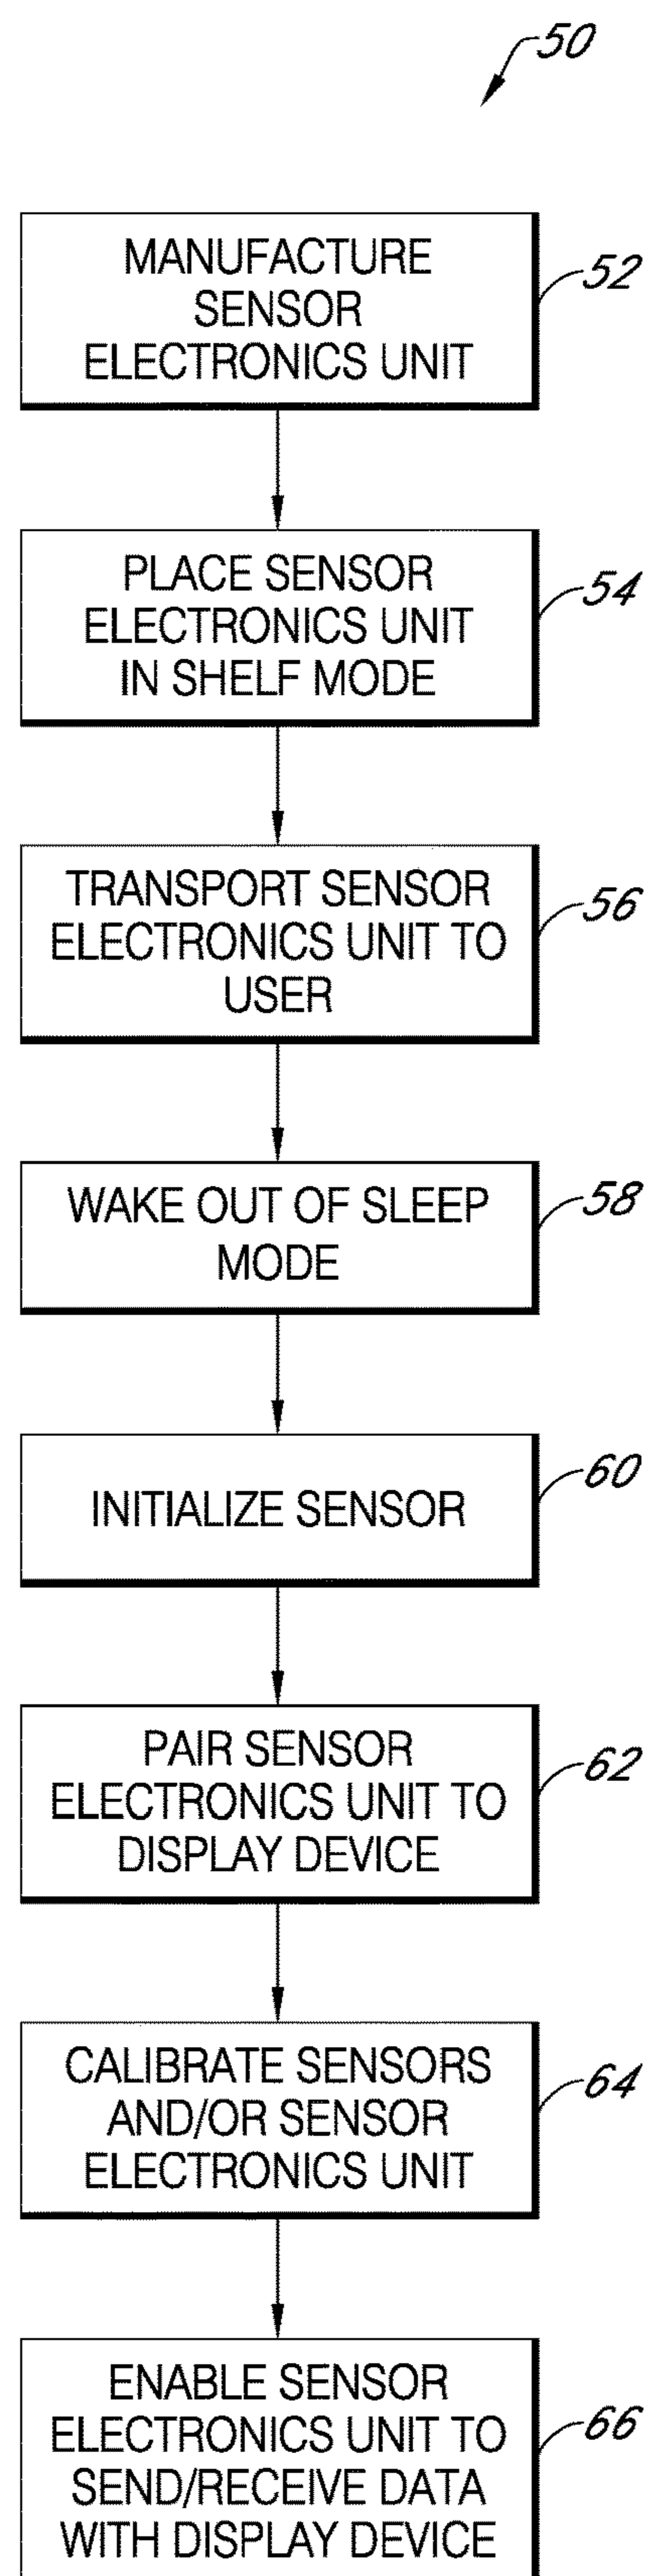 50
MANUFACTURE
SENSOR
ELECTRONICS UNIT
52
PLACE SENSOR
ELECTRONICS UNIT
IN SHELF MODE
54
TRANSPORT SENSOR
ELECTRONICS UNIT TO
USER
56
WAKE OUT OF SLEEP
MODE
58
INITIALIZE SENSOR
60
PAIR SENSOR
ELECTRONICS UNIT TO
DISPLAY DEVICE
62
CALIBRATE SENSORS
AND/OR SENSOR
ELECTRONICS UNIT
64
ENABLE SENSOR
ELECTRONICS UNIT TO
SEND/RECEIVE DATA
WITH DISPLAY DEVICE
66